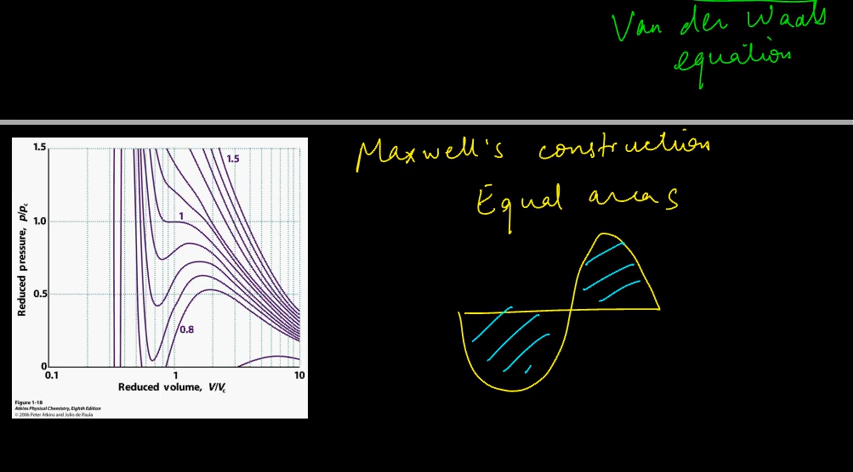 Van der Waals
equation
Maxwell's construction
Equal areas
1.5
1.0
0.5
0
Reduced pressure, p/pc
1.5
1
0.8
0.1
1
10
Reduced volume, V/Vc
Figure 1-18
Atkins Physical Chemistry, Eighth Edition
© 2006 Peter Atkins and Julio de Paula